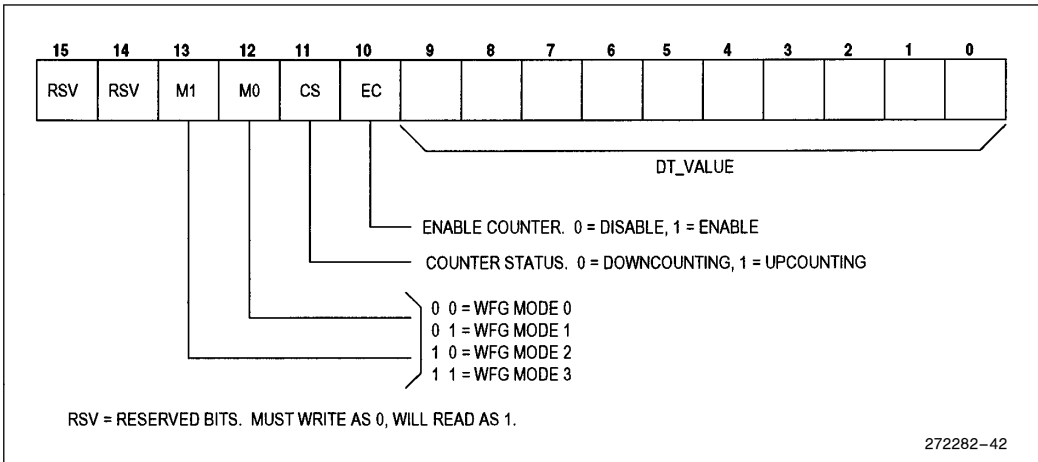 15 14 13 12 11 10 9 8 7 6 5 4 3 2 1 0
RSV RSV M1 M0 CS EC
DT_VALUE
ENABLE COUNTER. 0 = DISABLE, 1 = ENABLE
COUNTER STATUS. 0 = DOWNCOUNTING, 1 = UPCOUNTING
0 0 = WFG MODE 0
0 1 = WFG MODE 1
1 0 = WFG MODE 2
1 1 = WFG MODE 3
RSV = RESERVED BITS. MUST WRITE AS 0, WILL READ AS 1.
272282–42